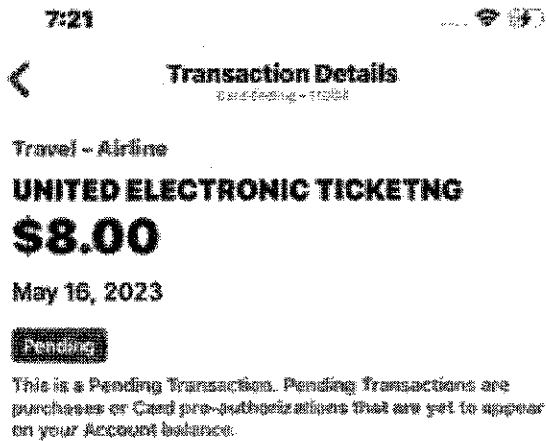 7:21
Transaction Details
Travel – Airline
UNITED ELECTRONIC TICKETNG
$8.00
May 16, 2023
Pending
This is a Pending Transaction. Pending Transactions are
purchases or Card pre-authorizations that are yet to appear
on your Account balance.